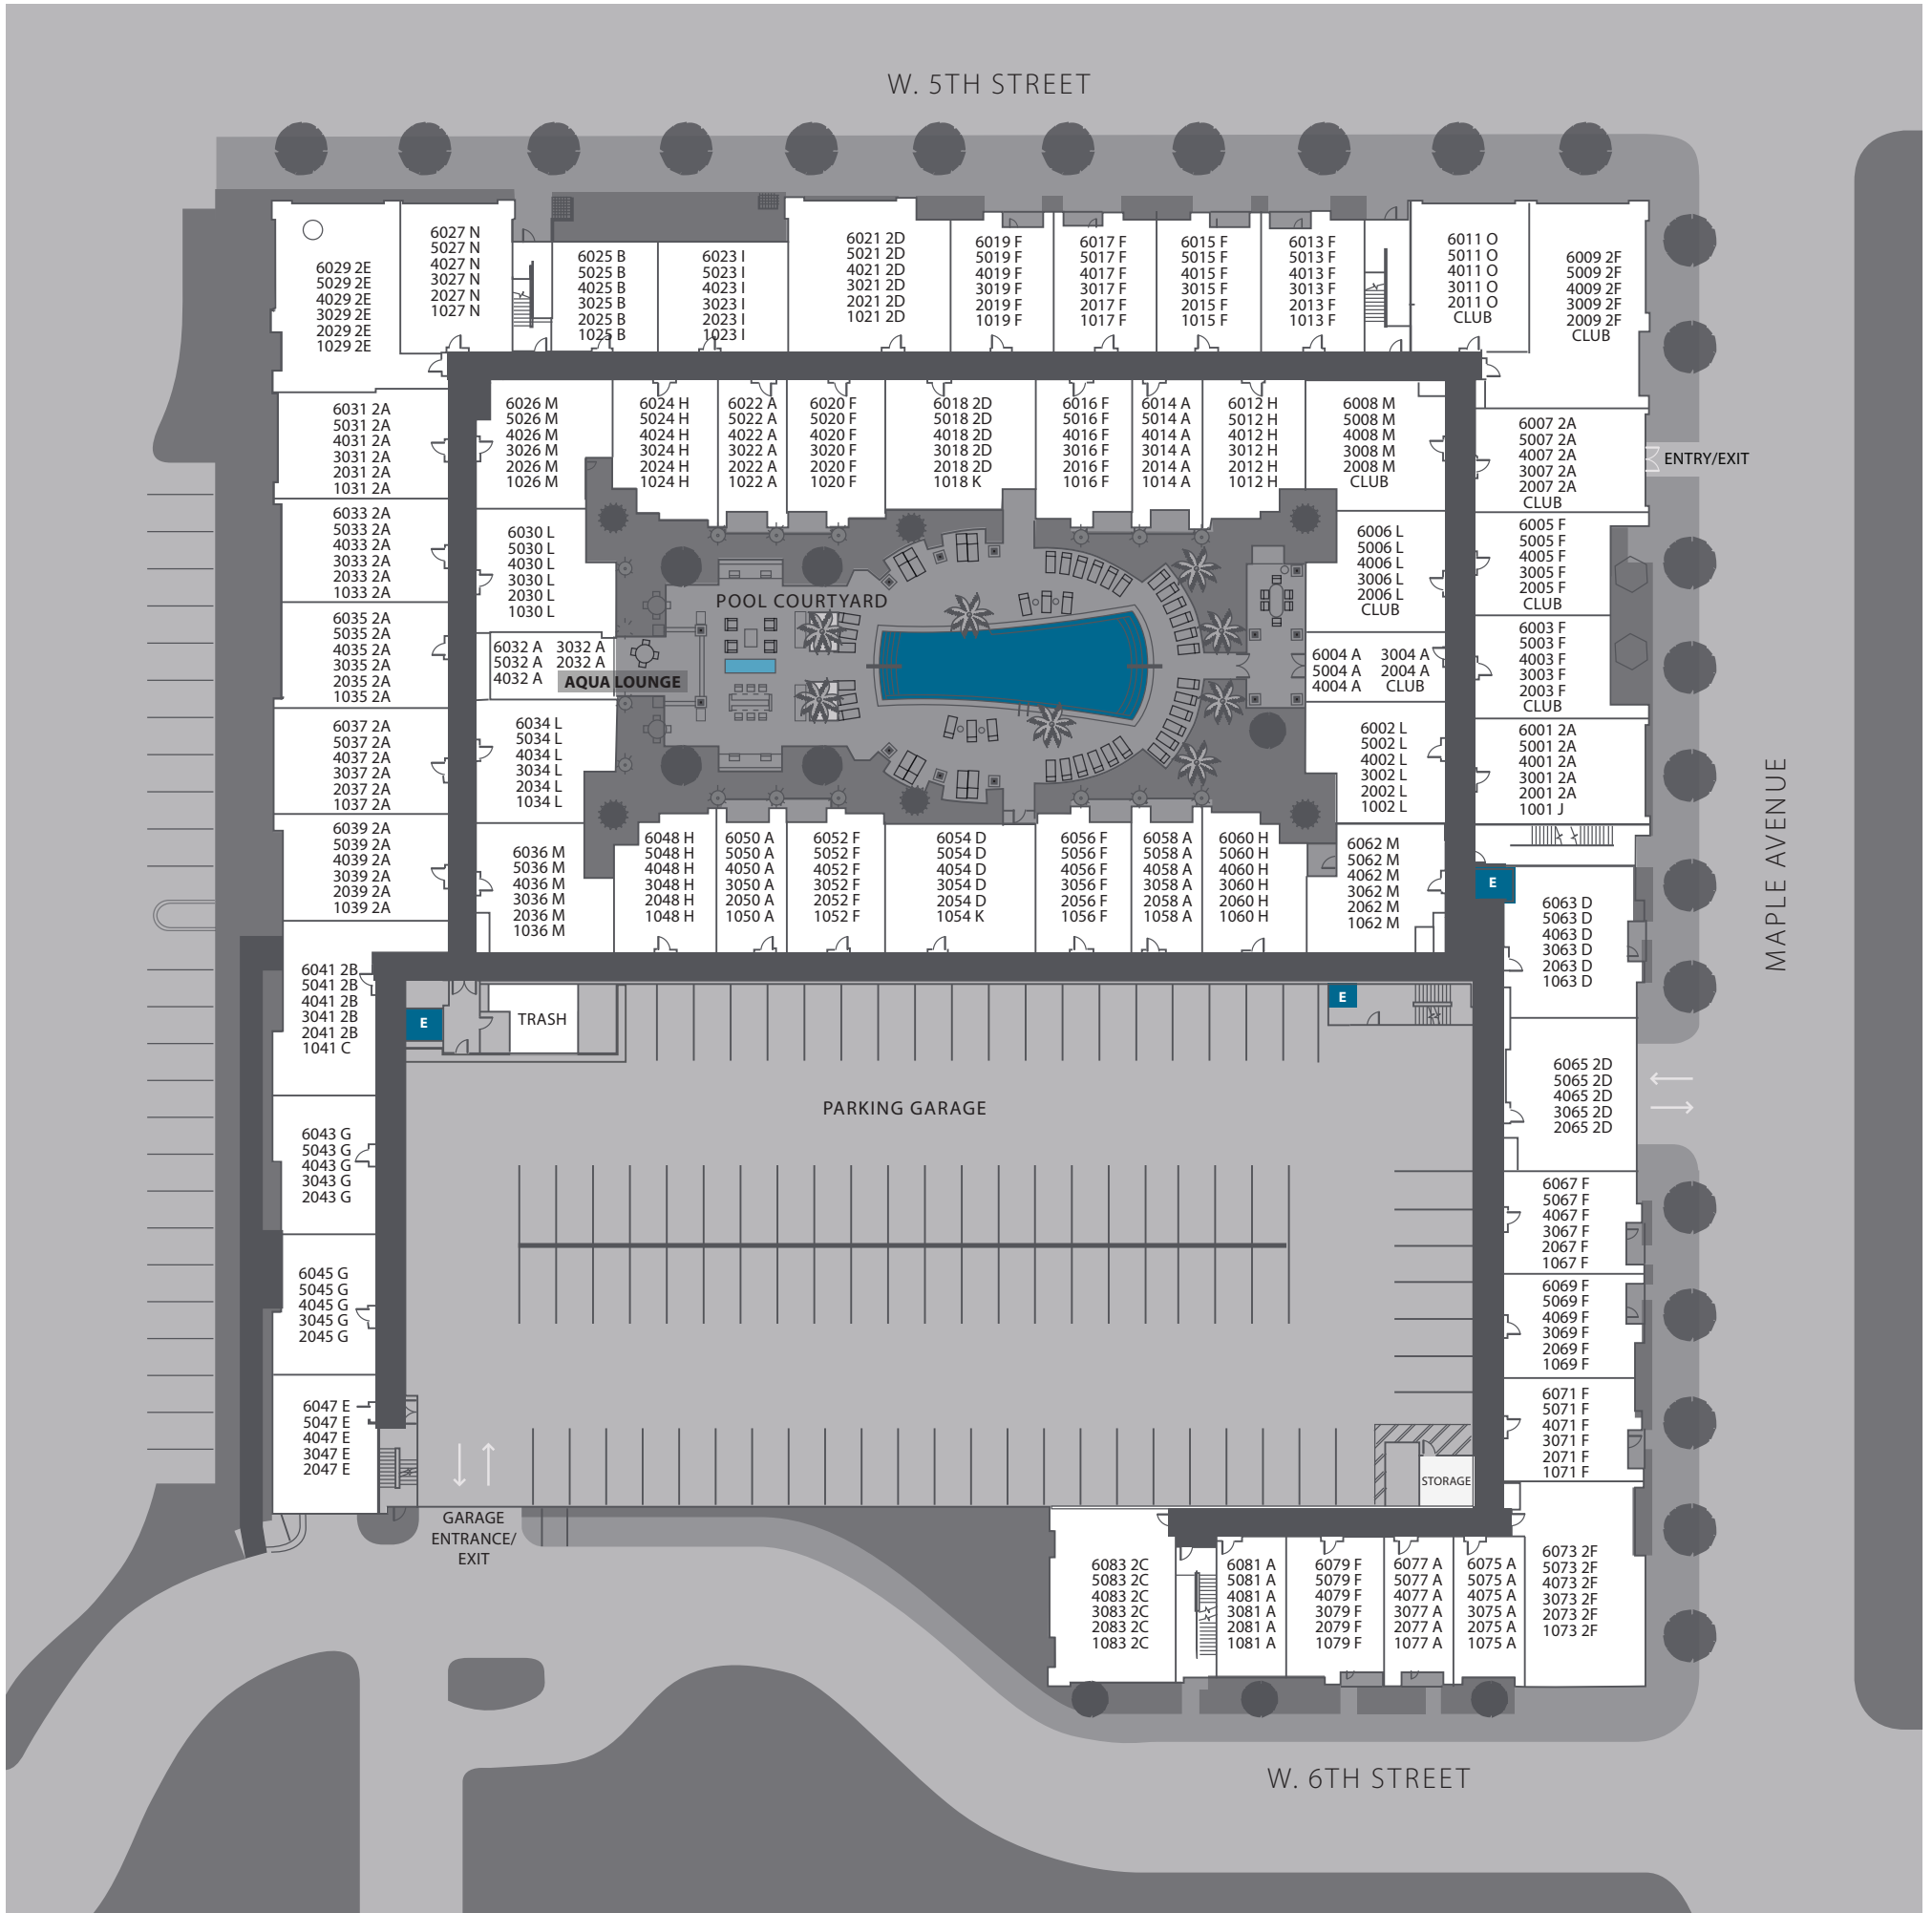 W. 5TH STREET
6029 2E
5029 2E
4029 2E
3029 2E
2029 2E
1029 2E
6027 N
5027 N
4027 N
3027 N
2027 N
1027 N
6025 B
5025 B
4025 B
3025 B
2025 B
1025 B
6023 I
5023 I
4023 I
3023 I
2023 I
1023 I
6021 2D
5021 2D
4021 2D
3021 2D
2021 2D
1021 2D
6019 F
5019 F
4019 F
3019 F
2019 F
1019 F
6017 F
5017 F
4017 F
3017 F
2017 F
1017 F
6015 F
5015 F
4015 F
3015 F
2015 F
1015 F
6013 F
5013 F
4013 F
3013 F
2013 F
1013 F
6011 O
5011 O
4011 O
3011 O
2011 O
CLUB
6009 2F
5009 2F
4009 2F
3009 2F
2009 2F
CLUB
6031 2A
5031 2A
4031 2A
3031 2A
2031 2A
1031 2A
6026 M
5026 M
4026 M
3026 M
2026 M
1026 M
6024 H
5024 H
4024 H
3024 H
2024 H
1024 H
6022 A
5022 A
4022 A
3022 A
2022 A
1022 A
6020 F
5020 F
4020 F
3020 F
2020 F
1020 F
6018 2D
5018 2D
4018 2D
3018 2D
2018 2D
1018 K
6016 F
5016 F
4016 F
3016 F
2016 F
1016 F
6014 A
5014 A
4014 A
3014 A
2014 A
1014 A
6012 H
5012 H
4012 H
3012 H
2012 H
1012 H
6008 M
5008 M
4008 M
3008 M
2008 M
CLUB
6007 2A
5007 2A
4007 2A
3007 2A
2007 2A
CLUB
ENTRY/EXIT
6033 2A
5033 2A
4033 2A
3033 2A
2033 2A
1033 2A
6030 L
5030 L
4030 L
3030 L
2030 L
1030 L
6006 L
5006 L
4006 L
3006 L
2006 L
CLUB
6005 F
5005 F
4005 F
3005 F
2005 F
CLUB
POOL COURTYARD
6035 2A
5035 2A
4035 2A
3035 2A
2035 2A
1035 2A
6032 A 3032 A
5032 A 2032 A
4032 A
AQUA LOUNGE
6004 A 3004 A
5004 A 2004 A
4004 A CLUB
6003 F
5003 F
4003 F
3003 F
2003 F
CLUB
6037 2A
5037 2A
4037 2A
3037 2A
2037 2A
1037 2A
6034 L
5034 L
4034 L
3034 L
2034 L
1034 L
6002 L
5002 L
4002 L
3002 L
2002 L
1002 L
6001 2A
5001 2A
4001 2A
3001 2A
2001 2A
1001 J
MAPLE AVENUE
6039 2A
5039 2A
4039 2A
3039 2A
2039 2A
1039 2A
6036 M
5036 M
4036 M
3036 M
2036 M
1036 M
6048 H
5048 H
4048 H
3048 H
2048 H
1048 H
6050 A
5050 A
4050 A
3050 A
2050 A
1050 A
6052 F
5052 F
4052 F
3052 F
2052 F
1052 F
6054 D
5054 D
4054 D
3054 D
2054 D
1054 K
6056 F
5056 F
4056 F
3056 F
2056 F
1056 F
6058 A
5058 A
4058 A
3058 A
2058 A
1058 A
6060 H
5060 H
4060 H
3060 H
2060 H
1060 H
6062 M
5062 M
4062 M
3062 M
2062 M
1062 M
E
6063 D
5063 D
4063 D
3063 D
2063 D
1063 D
6041 2B
5041 2B
4041 2B
3041 2B
2041 2B
1041 C
E
TRASH
E
6065 2D
5065 2D
4065 2D
3065 2D
2065 2D
PARKING GARAGE
6043 G
5043 G
4043 G
3043 G
2043 G
6067 F
5067 F
4067 F
3067 F
2067 F
1067 F
6045 G
5045 G
4045 G
3045 G
2045 G
6069 F
5069 F
4069 F
3069 F
2069 F
1069 F
6047 E
5047 E
4047 E
3047 E
2047 E
6071 F
5071 F
4071 F
3071 F
2071 F
1071 F
STORAGE
GARAGE
ENTRANCE/
EXIT
6083 2C
5083 2C
4083 2C
3083 2C
2083 2C
1083 2C
6081 A
5081 A
4081 A
3081 A
2081 A
1081 A
6079 F
5079 F
4079 F
3079 F
2079 F
1079 F
6077 A
5077 A
4077 A
3077 A
2077 A
1077 A
6075 A
5075 A
4075 A
3075 A
2075 A
1075 A
6073 2F
5073 2F
4073 2F
3073 2F
2073 2F
1073 2F
W. 6TH STREET